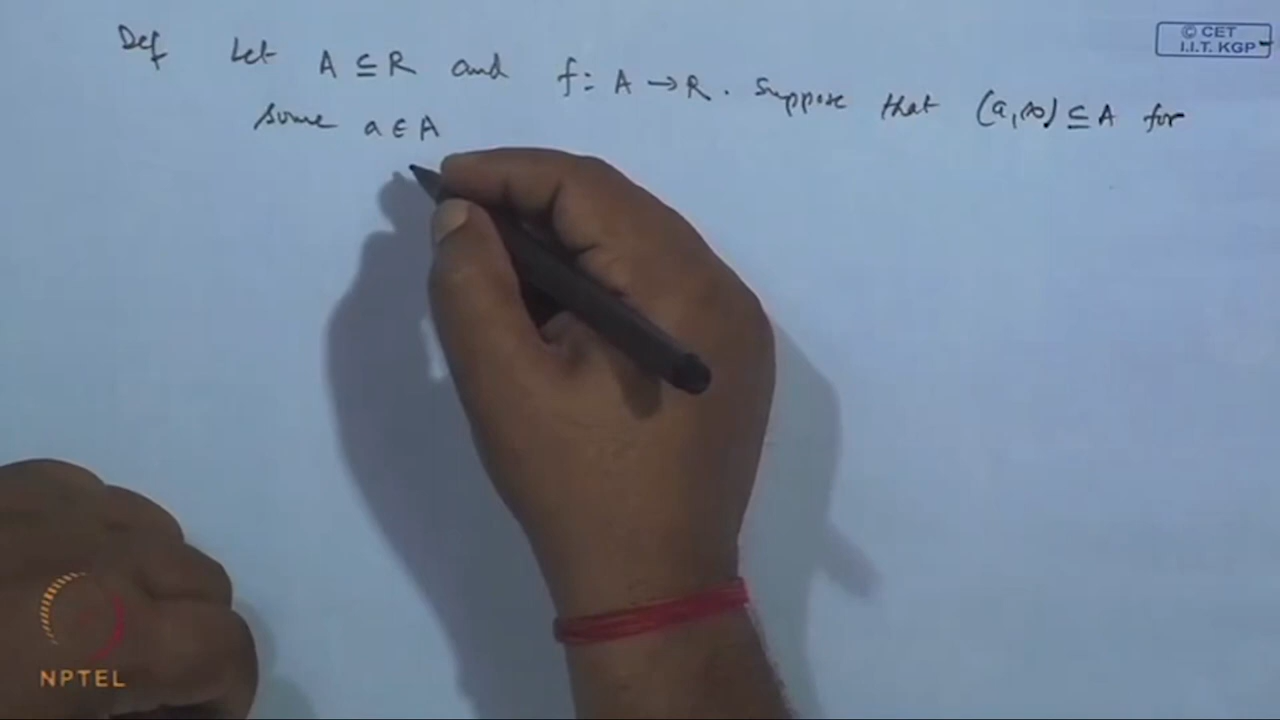 Def Let A ⊆ R and f: A → R. Suppose that (a,∞) ⊆ A for
some a ∈ A
© CET
I.I.T. KGP
NPTEL